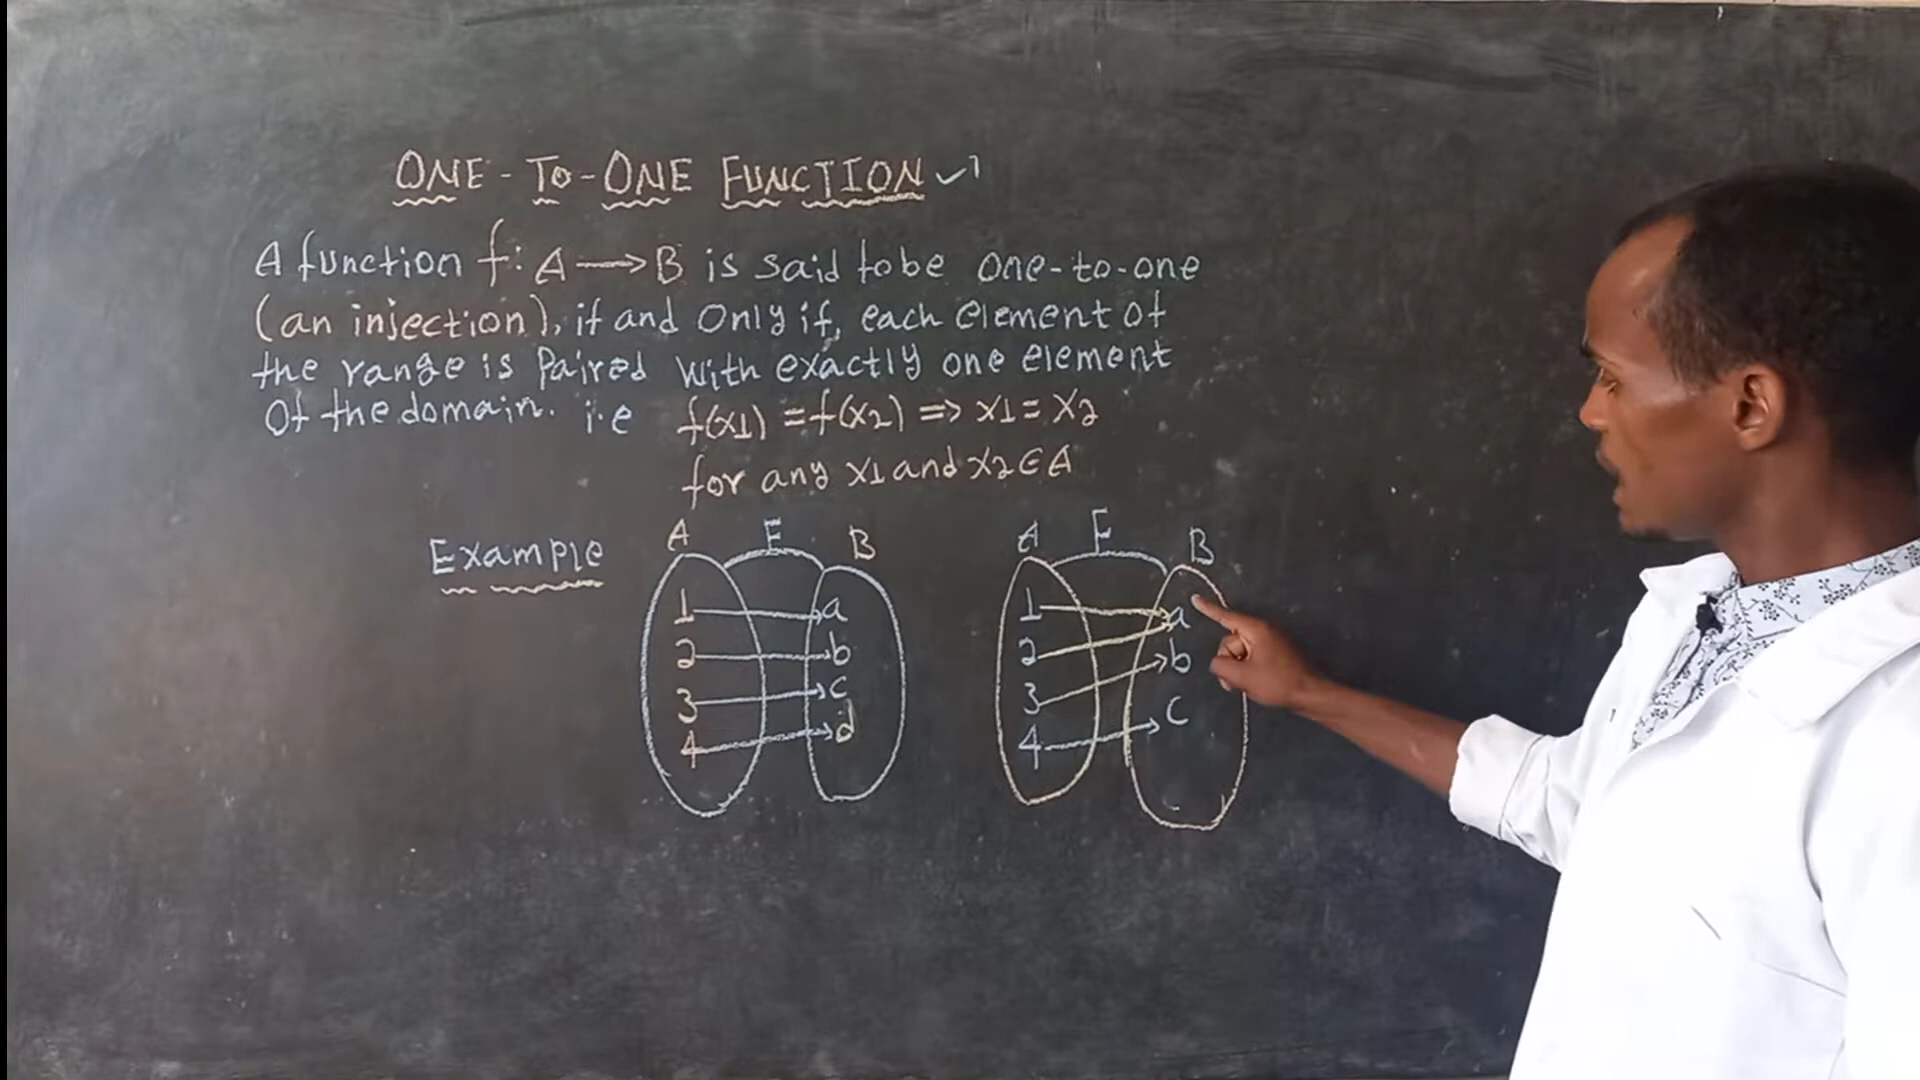 ONE-TO-ONE FUNCTION
A function f: A → B is said to be one-to-one
(an injection), if and only if, each element of
the range is paired with exactly one element
of the domain. i.e f(x1) = f(x2) => x1 = x2
for any x1 and x2 ∈ A
Example
A F B
1 a
2 b
3 c
4 d
A F B
1 a
2 b
3 c
4